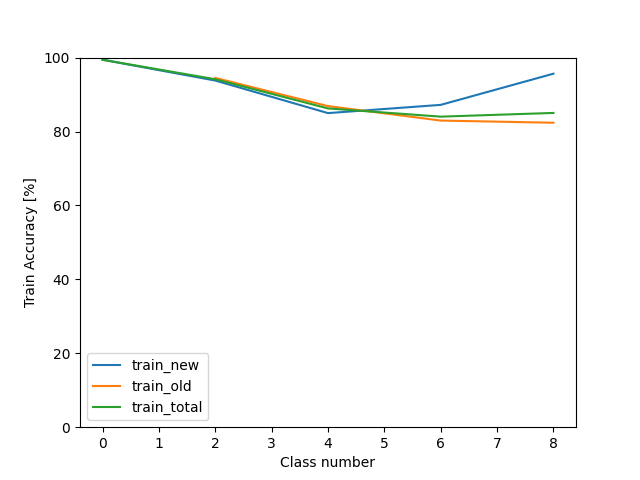 100
80
60
40
20
0
Train Accuracy [%]
train_new
train_old
train_total
0 1 2 3 4 5 6 7 8
Class number